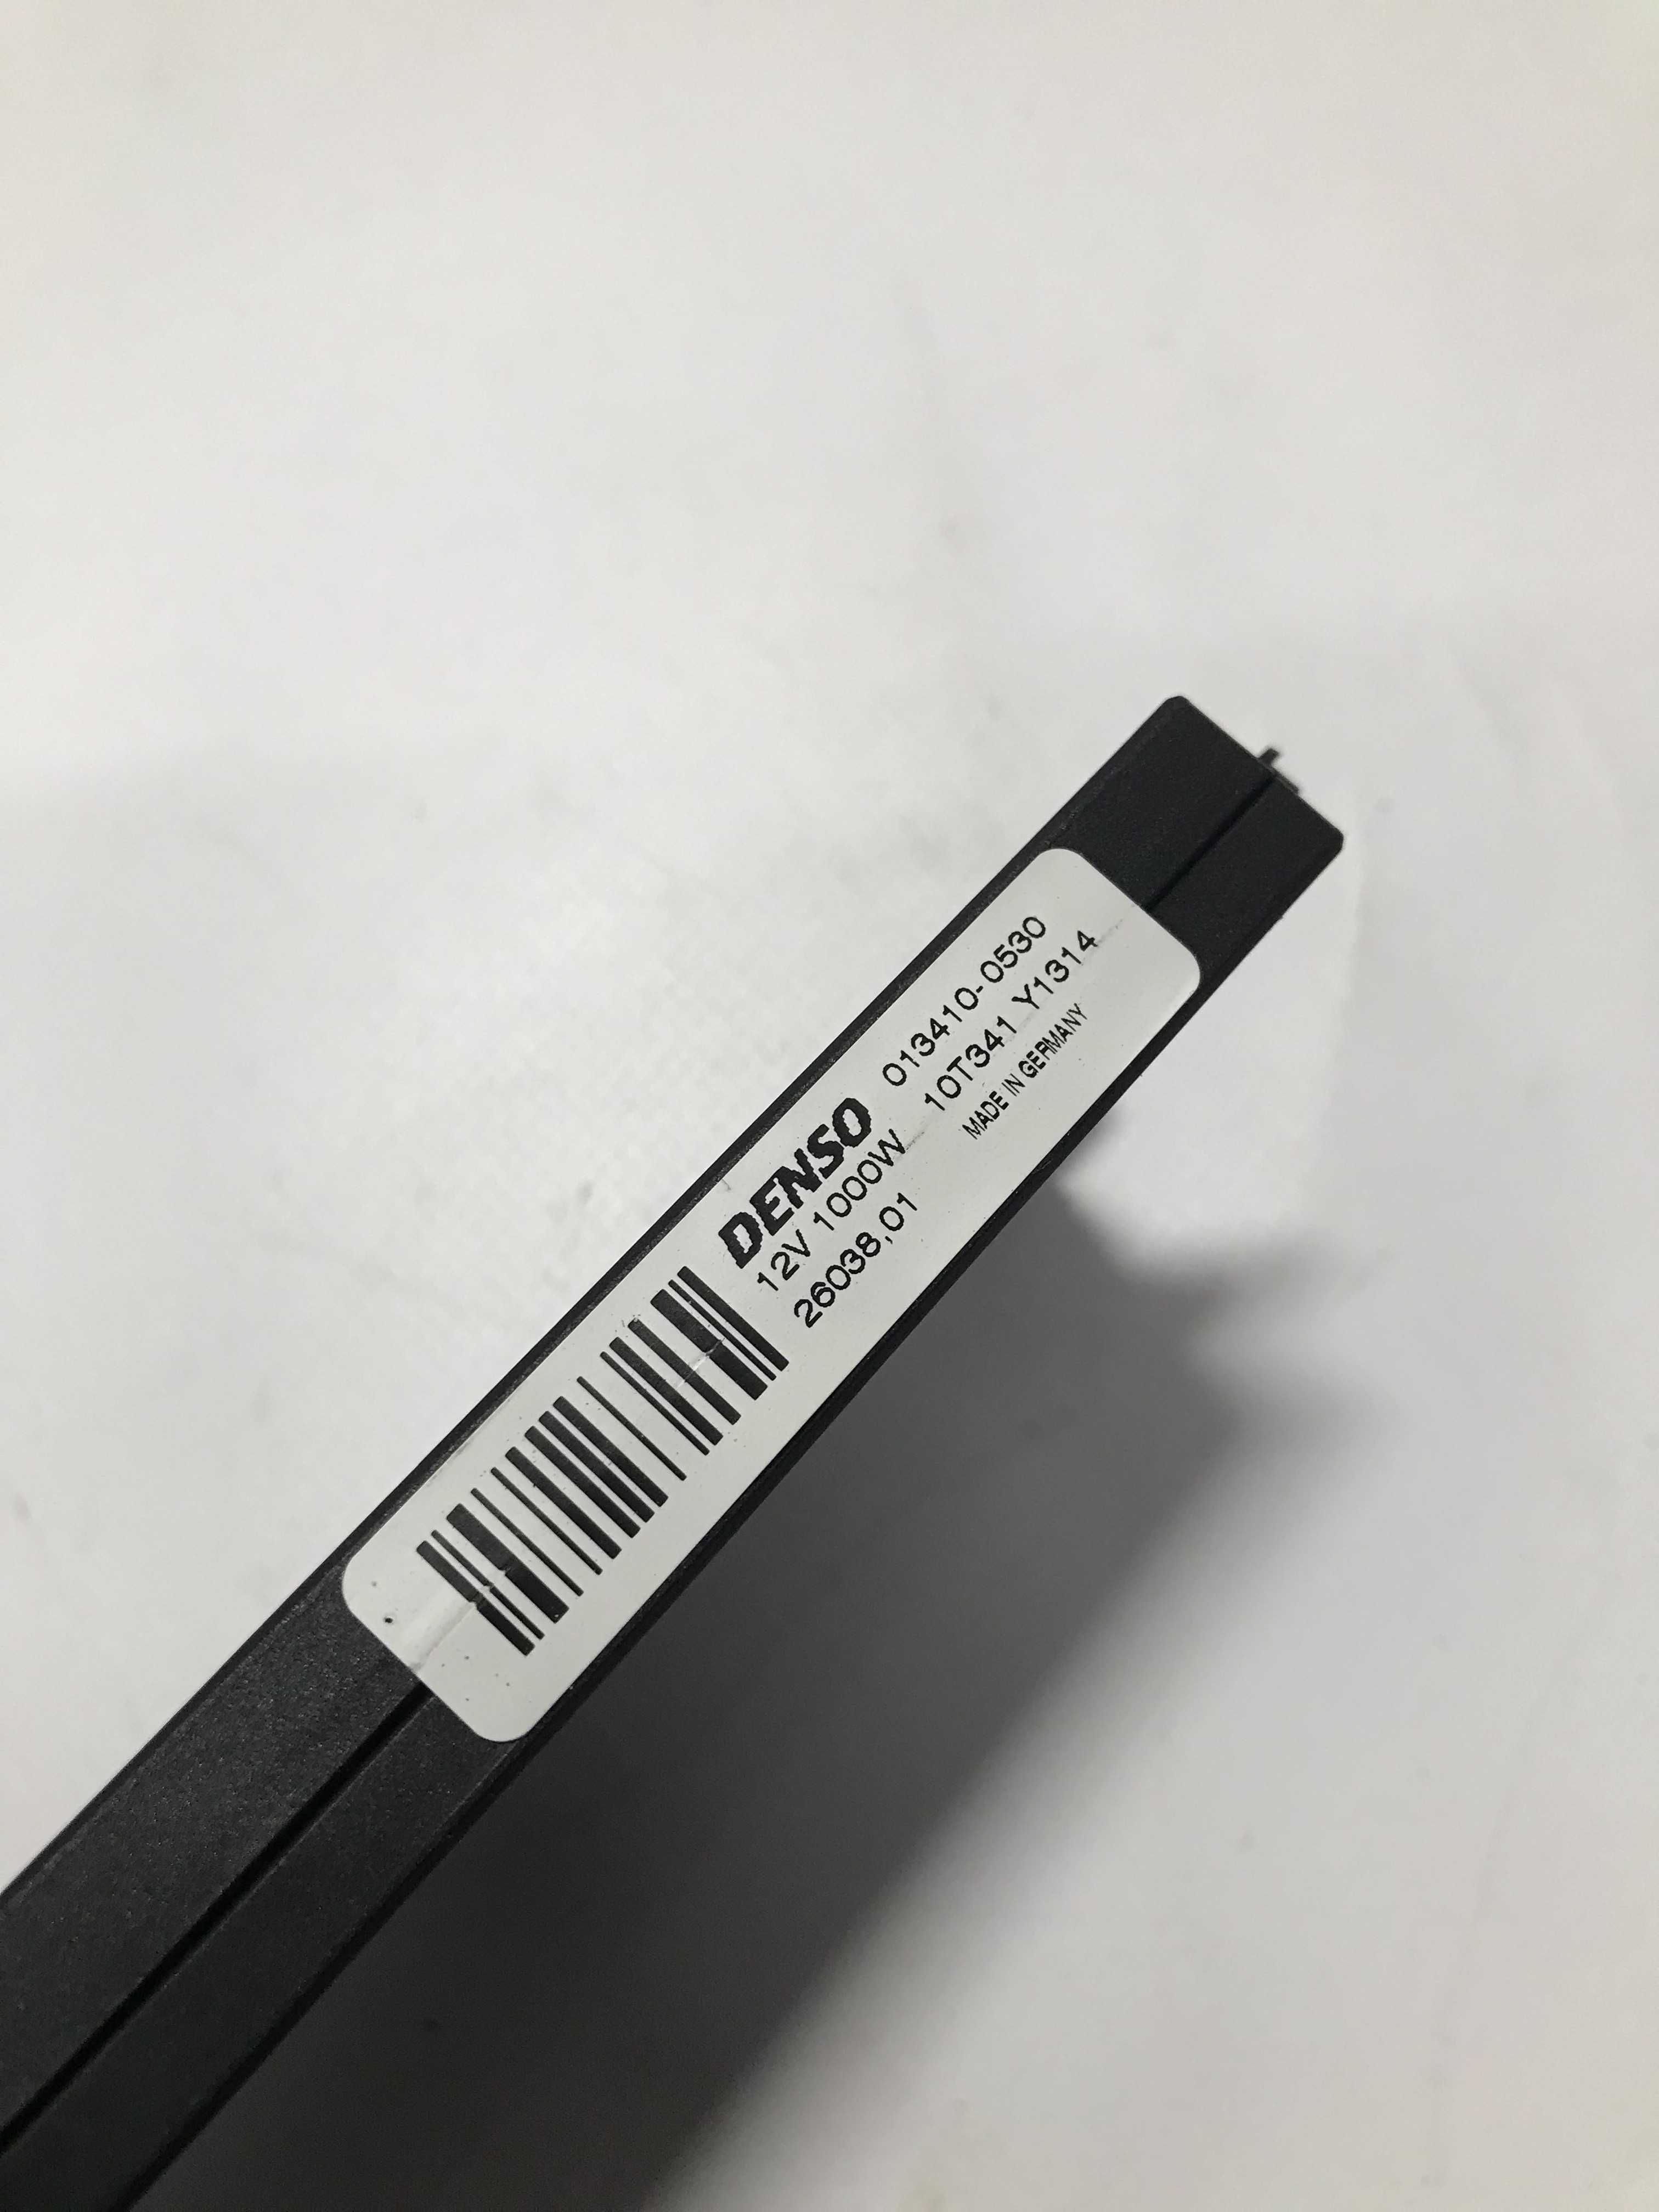 DENSO 013410-0530
12V 1000W 10T341 Y1314
26038,01 MADE IN GERMANY